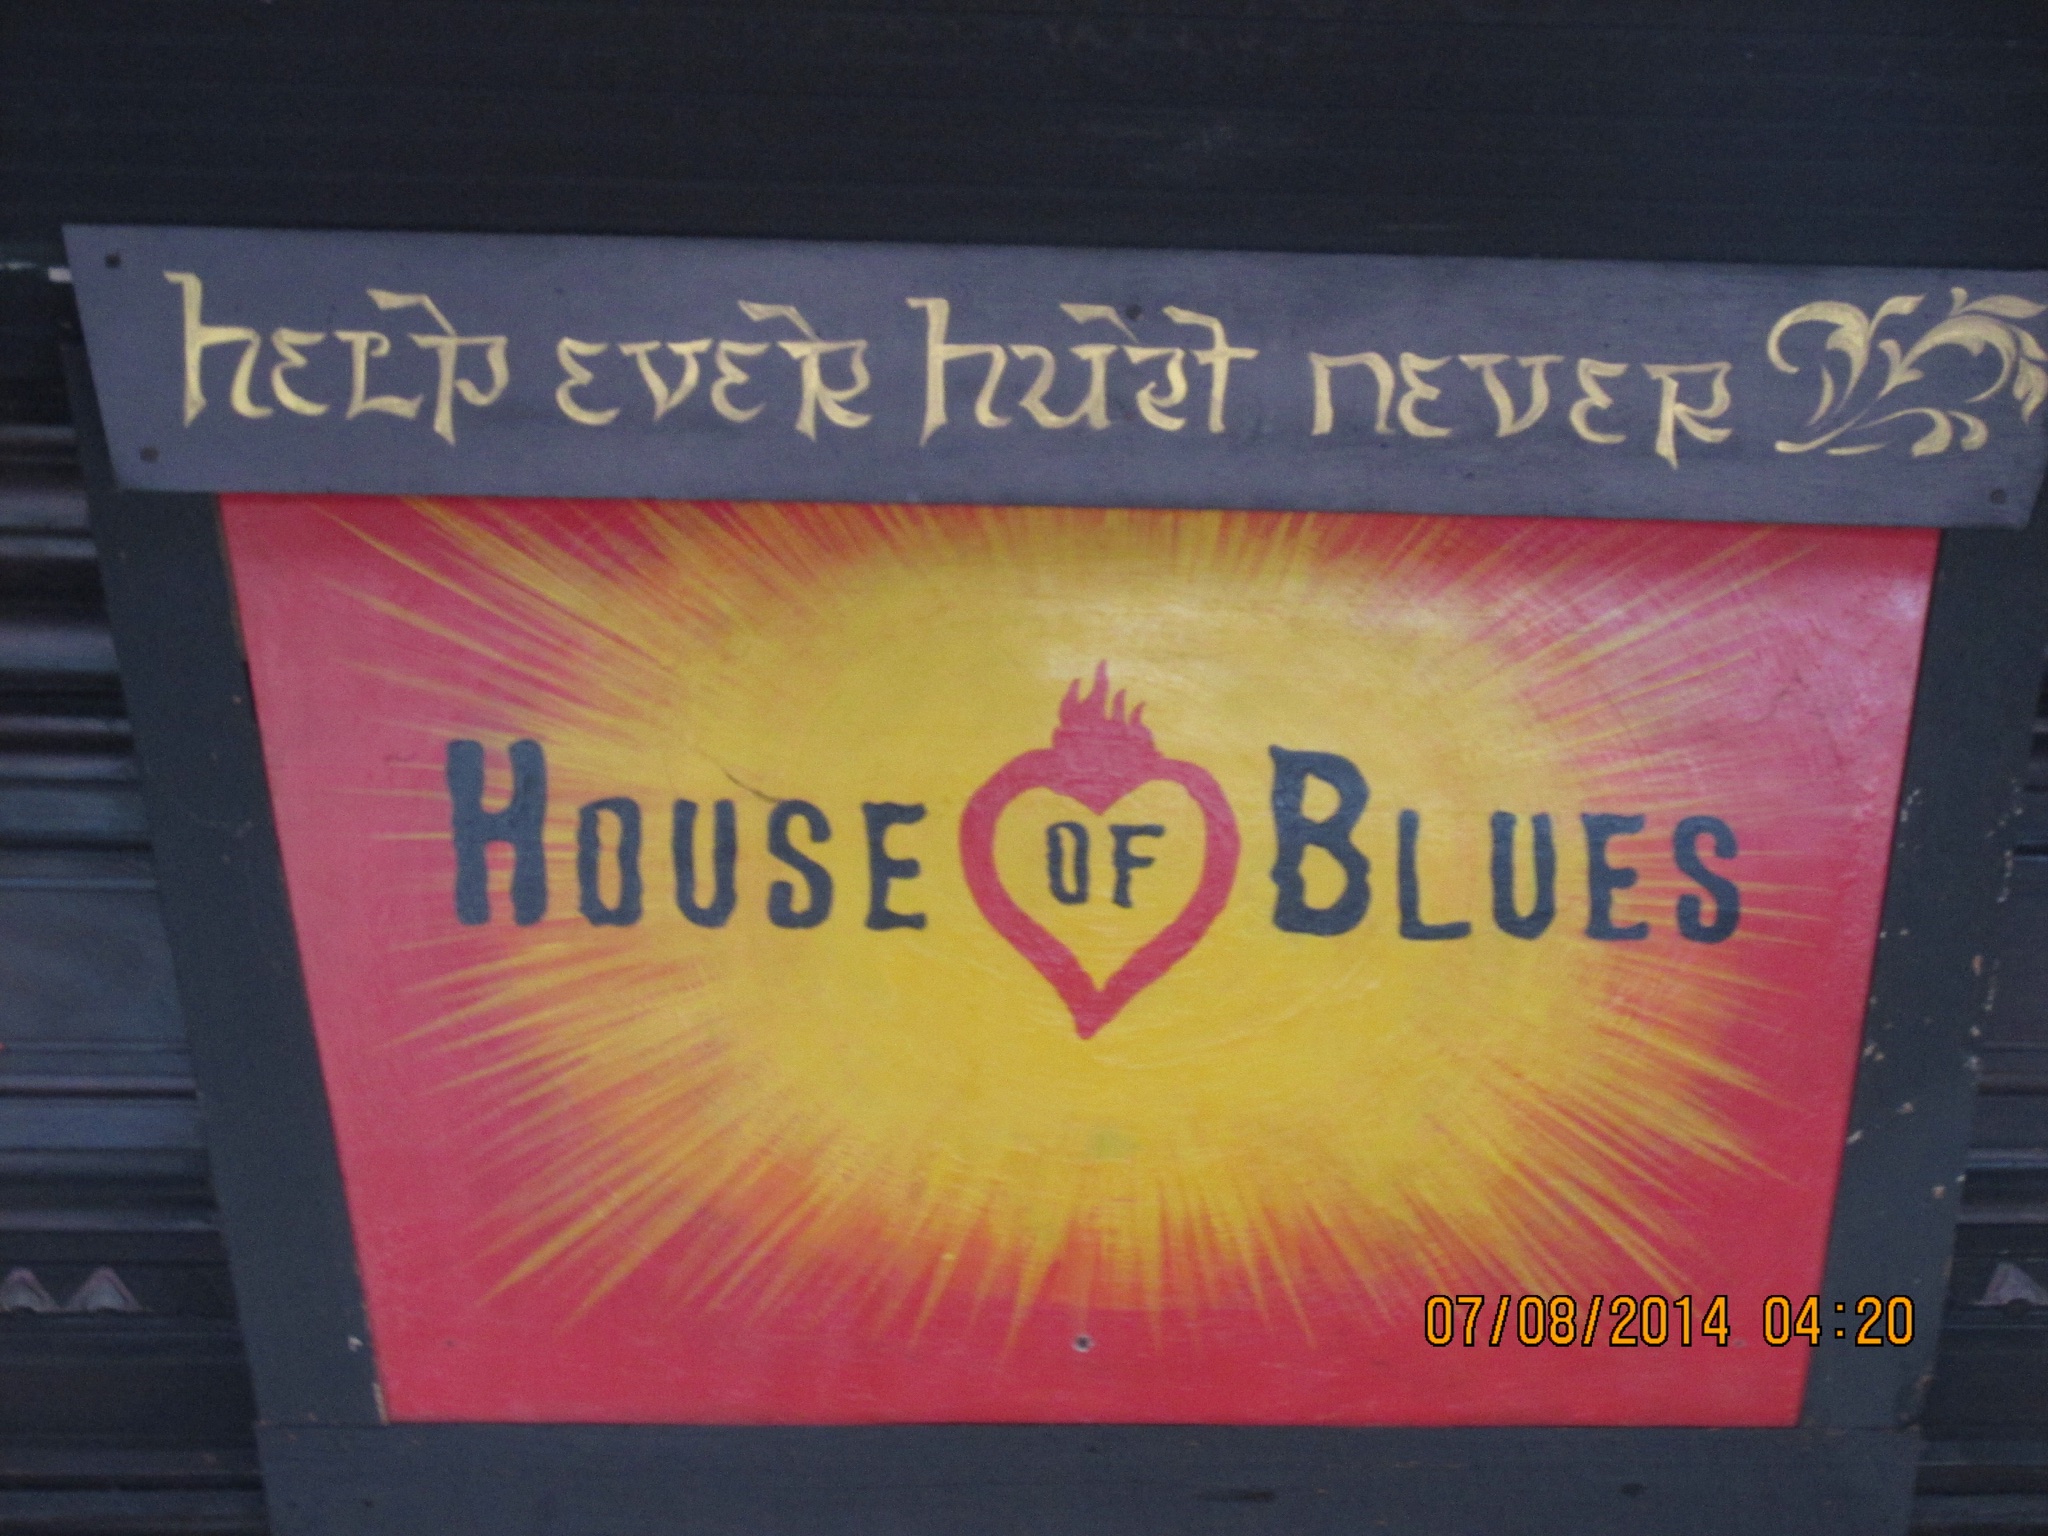 help ever hurt never
House of Blues
07/08/2014 04:20